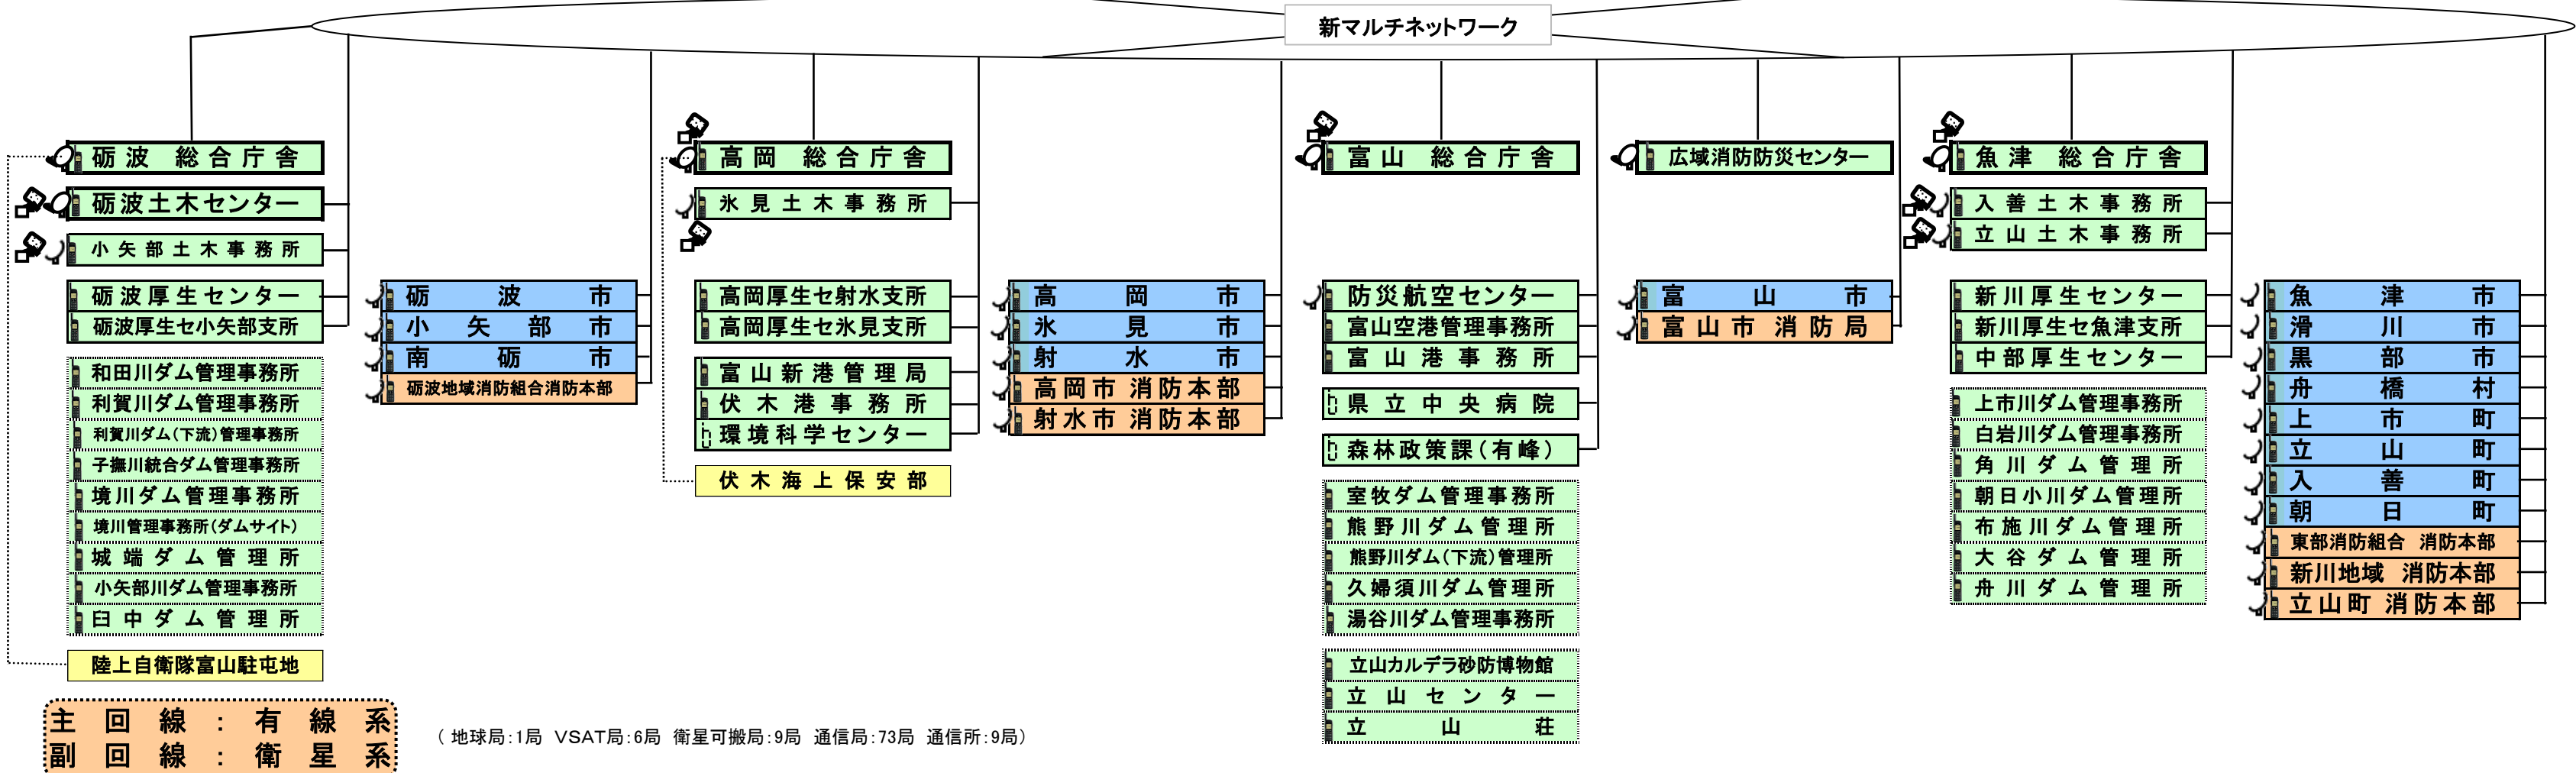 新マルチネットワーク
砺波 総合庁舎
砺波土木センター
小矢部土木事務所
砺波厚生センター
砺波厚生セ小矢部支所
和田川ダム管理事務所
利賀川ダム管理事務所
利賀川ダム(下流)管理事務所
子撫川統合ダム管理事務所
境川ダム管理事務所
境川管理事務所(ダムサイト)
城端ダム管理所
小矢部川ダム管理事務所
臼中ダム管理所
陸上自衛隊富山駐屯地
砺波市
小矢部市
南砺市
砺波地域消防組合消防本部
高岡 総合庁舎
氷見土木事務所
高岡厚生セ射水支所
高岡厚生セ氷見支所
富山新港管理局
伏木港事務所
環境科学センター
伏木海上保安部
高岡市
氷見市
射水市
高岡市 消防本部
射水市 消防本部
富山 総合庁舎
防災航空センター
富山空港管理事務所
富山港事務所
県立中央病院
森林政策課(有峰)
室牧ダム管理事務所
熊野川ダム管理所
熊野川ダム(下流)管理所
久婦須川ダム管理所
湯谷川ダム管理事務所
立山カルデラ砂防博物館
立山センター
立山荘
広域消防防災センター
富山市
富山市消防局
魚津 総合庁舎
入善土木事務所
立山土木事務所
新川厚生センター
新川厚生セ魚津支所
中部厚生センター
上市川ダム管理事務所
白岩川ダム管理事務所
角川ダム管理所
朝日小川ダム管理所
布施川ダム管理所
大谷ダム管理所
舟川ダム管理所
魚津市
滑川市
黒部市
舟橋村
上市町
立山町
入善町
朝日町
東部消防組合 消防本部
新川地域 消防本部
立山町 消防本部
主回線:有線系
副回線:衛星系
(地球局:1局 VSAT局:6局 衛星可搬局:9局 通信局:73局 通信所:9局)